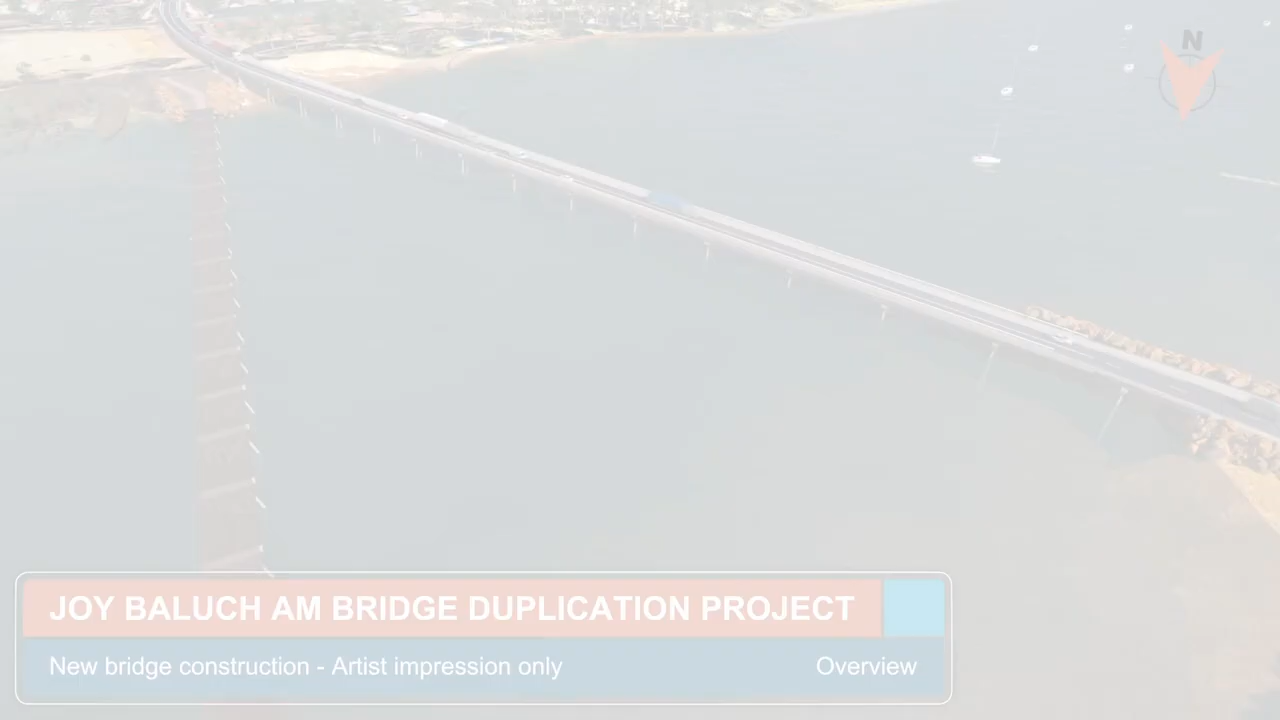 N
JOY BALUCH AM BRIDGE DUPLICATION PROJECT
New bridge construction - Artist impression only
Overview